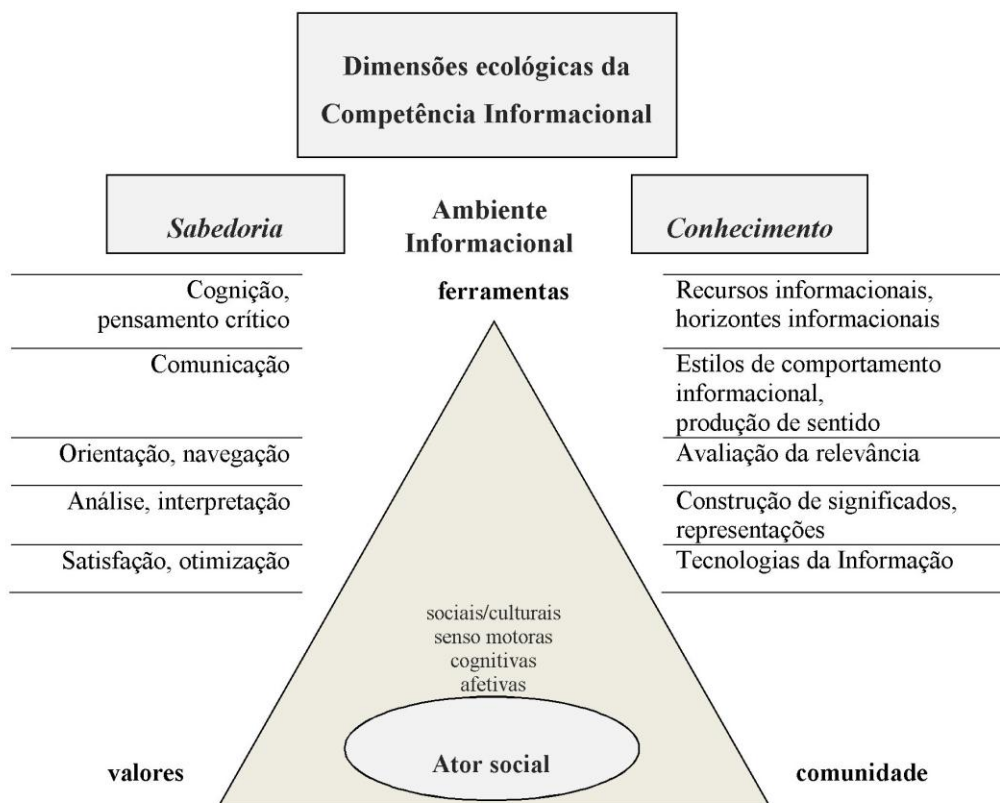 Dimensões ecológicas da
Competência Informacional
Sabedoria
Ambiente
Informacional
Conhecimento
ferramentas
Cognição,
pensamento crítico
Comunicação
Orientação, navegação
Análise, interpretação
Satisfação, otimização
Recursos informacionais,
horizontes informacionais
Estilos de comportamento
informacional,
produção de sentido
Avaliação da relevância
Construção de significados,
representações
Tecnologias da Informação
sociais/culturais
senso motoras
cognitivas
afetivas
Ator social
valores
comunidade